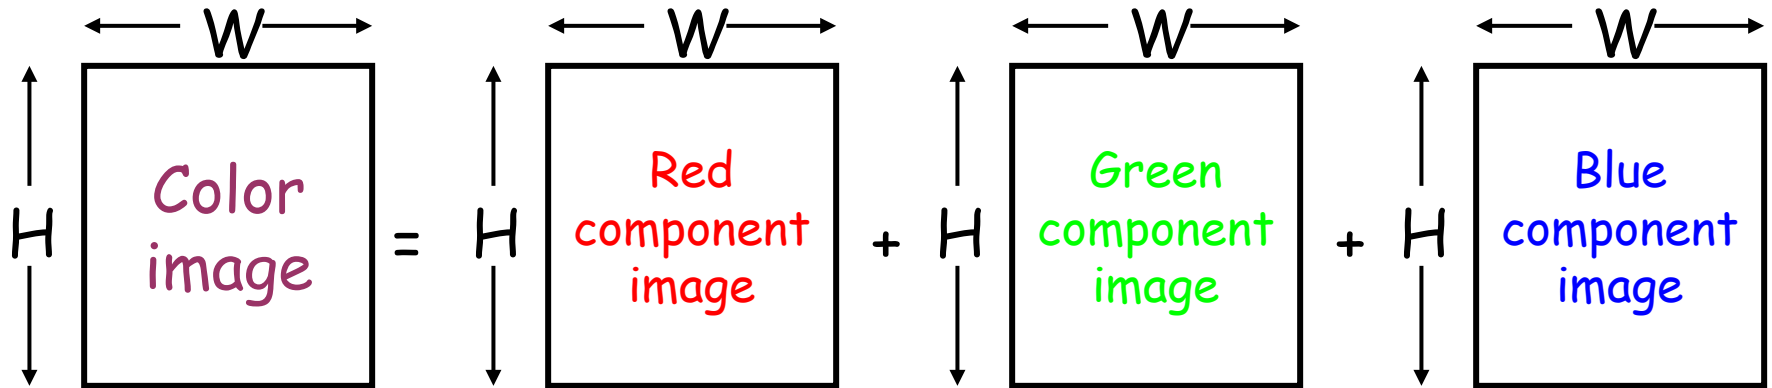 W W W W
H Color image = H Red component image + H Green component image + H Blue component image